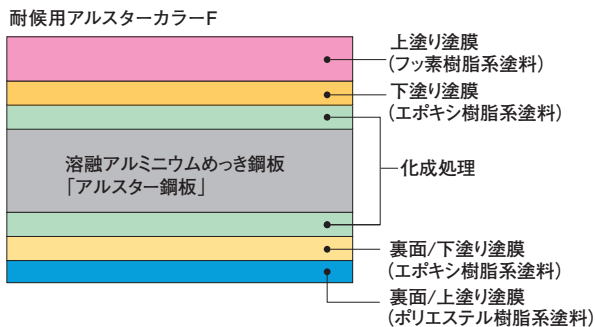 耐候用アルスターカラーF
上塗り塗膜
(フッ素樹脂系塗料)
下塗り塗膜
(エポキシ樹脂系塗料)
溶融アルミニウムめっき鋼板
「アルスター鋼板」
化成処理
裏面/下塗り塗膜
(エポキシ樹脂系塗料)
裏面/上塗り塗膜
(ポリエステル樹脂系塗料)